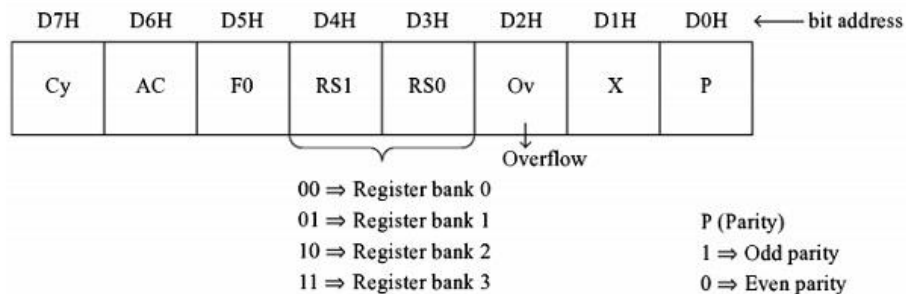 D7H D6H D5H D4H D3H D2H D1H D0H ← bit address
Cy AC F0 RS1 RS0 Ov X P
Overflow
00 ⇒ Register bank 0
01 ⇒ Register bank 1
10 ⇒ Register bank 2
11 ⇒ Register bank 3
P (Parity)
1 ⇒ Odd parity
0 ⇒ Even parity